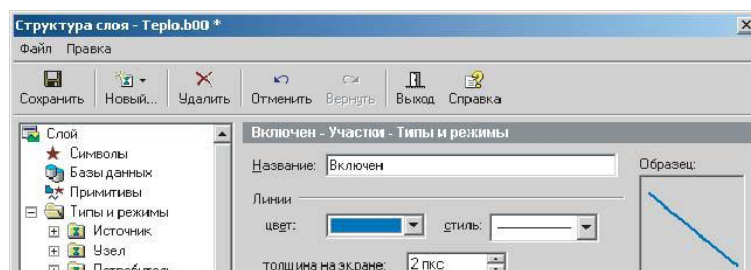 Структура слоя - Teplo.b00 *
Файл Правка
Сохранить Новый... Удалить Отменить Вернуть Выход Справка
Слой
Символы
Базы данных
Примитивы
Типы и режимы
Источник
Узел
Потребитель
Включен - Участки - Типы и режимы
Название: Включен
Образец:
Линии
цвет: стиль:
толщина на экране: 2 пкс